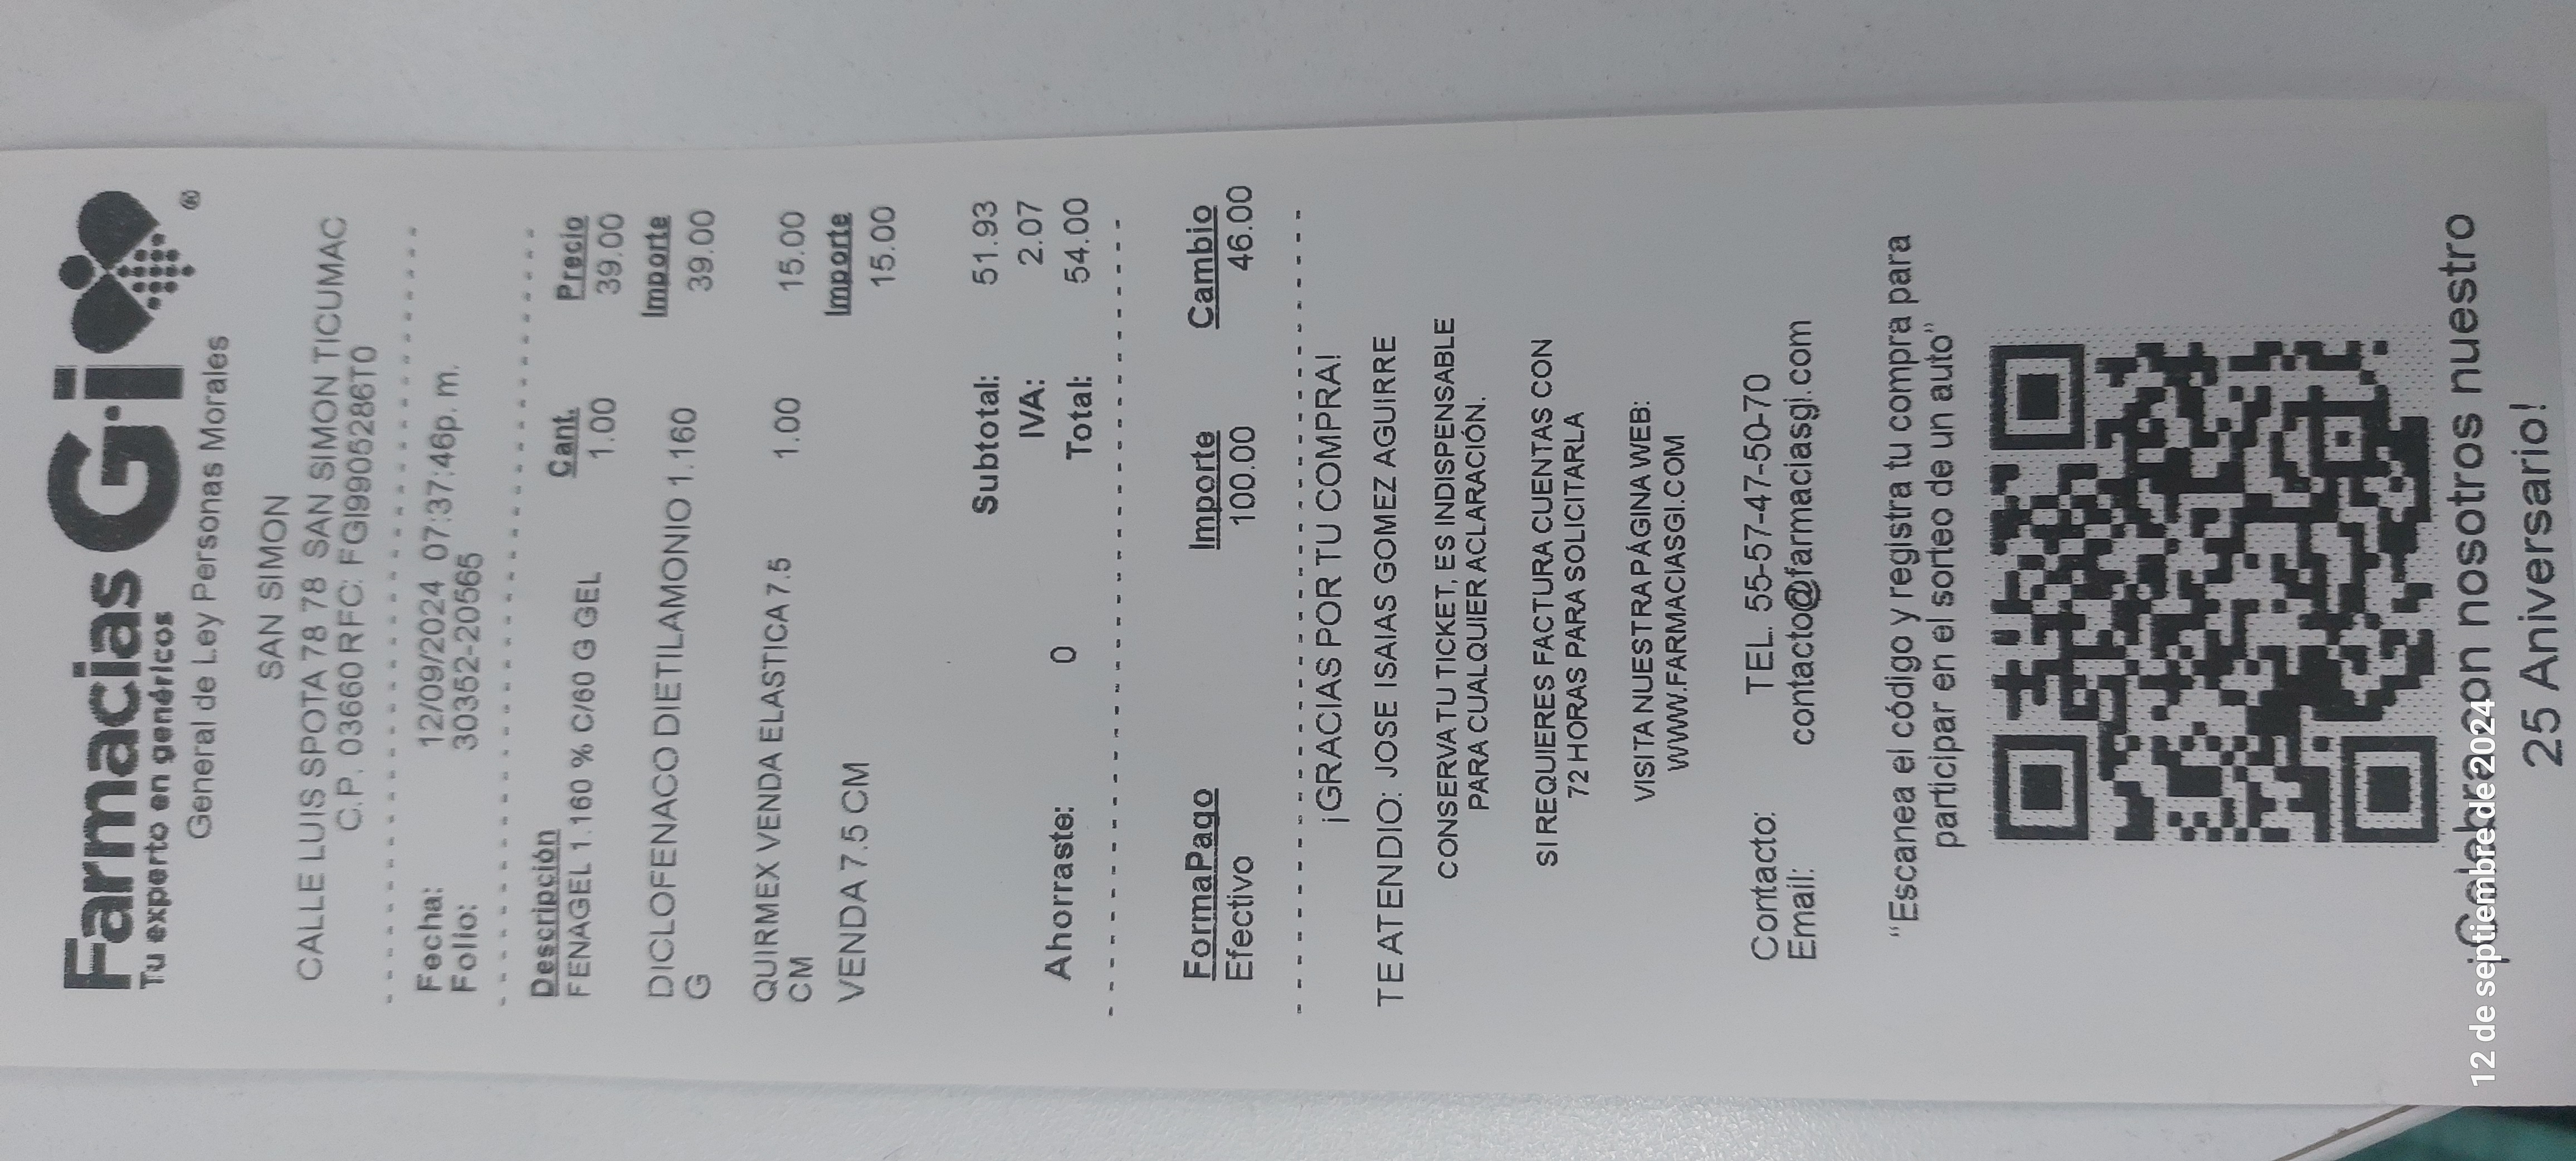 Farmacias G·i
®
Tu experto en genéricos
General de Ley Personas Morales
SAN SIMON
CALLE LUIS SPOTA 78 78 SAN SIMON TICUMAC
C.P. 03660 RFC: FGI9905286T0
Fecha: 12/09/2024 07:37:46p. m.
Folio: 30352-20565
Descripción Cant. Precio
FENAGEL 1.160 % C/60 G GEL 1.00 39.00
Importe
DICLOFENACO DIETILAMONIO 1.160 39.00
G
QUIRMEX VENDA ELASTICA 7.5 1.00 15.00
CM
Importe
VENDA 7.5 CM 15.00
Subtotal: 51.93
IVA: 2.07
Ahorraste: 0 Total: 54.00
FormaPago Importe Cambio
Efectivo 100.00 46.00
¡GRACIAS POR TU COMPRA!
TE ATENDIO: JOSE ISAIAS GOMEZ AGUIRRE
CONSERVA TU TICKET, ES INDISPENSABLE
PARA CUALQUIER ACLARACIÓN.
SI REQUIERES FACTURA CUENTAS CON
72 HORAS PARA SOLICITARLA
VISITA NUESTRA PÁGINA WEB:
WWW.FARMACIASGI.COM
Contacto: TEL. 55-57-47-50-70
Email: contacto@farmaciasgi.com
"Escanea el código y registra tu compra para
participar en el sorteo de un auto"
¡Celebra con nosotros nuestro
25 Aniversario!
12 de septiembre de 2024